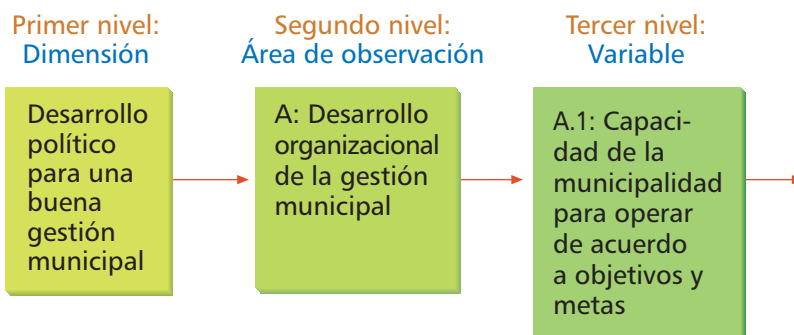 Primer nivel:
Dimensión
Segundo nivel:
Área de observación
Tercer nivel:
Variable
Desarrollo
político
para una
buena
gestión
municipal
A: Desarrollo
organizacional
de la gestión
municipal
A.1: Capaci-
dad de la
municipalidad
para operar
de acuerdo
a objetivos y
metas